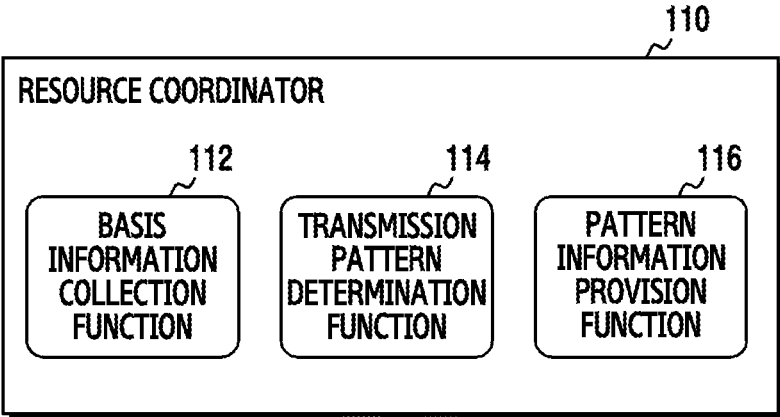 110
RESOURCE COORDINATOR
112
114
116
BASIS
INFORMATION
COLLECTION
FUNCTION
TRANSMISSION
PATTERN
DETERMINATION
FUNCTION
PATTERN
INFORMATION
PROVISION
FUNCTION